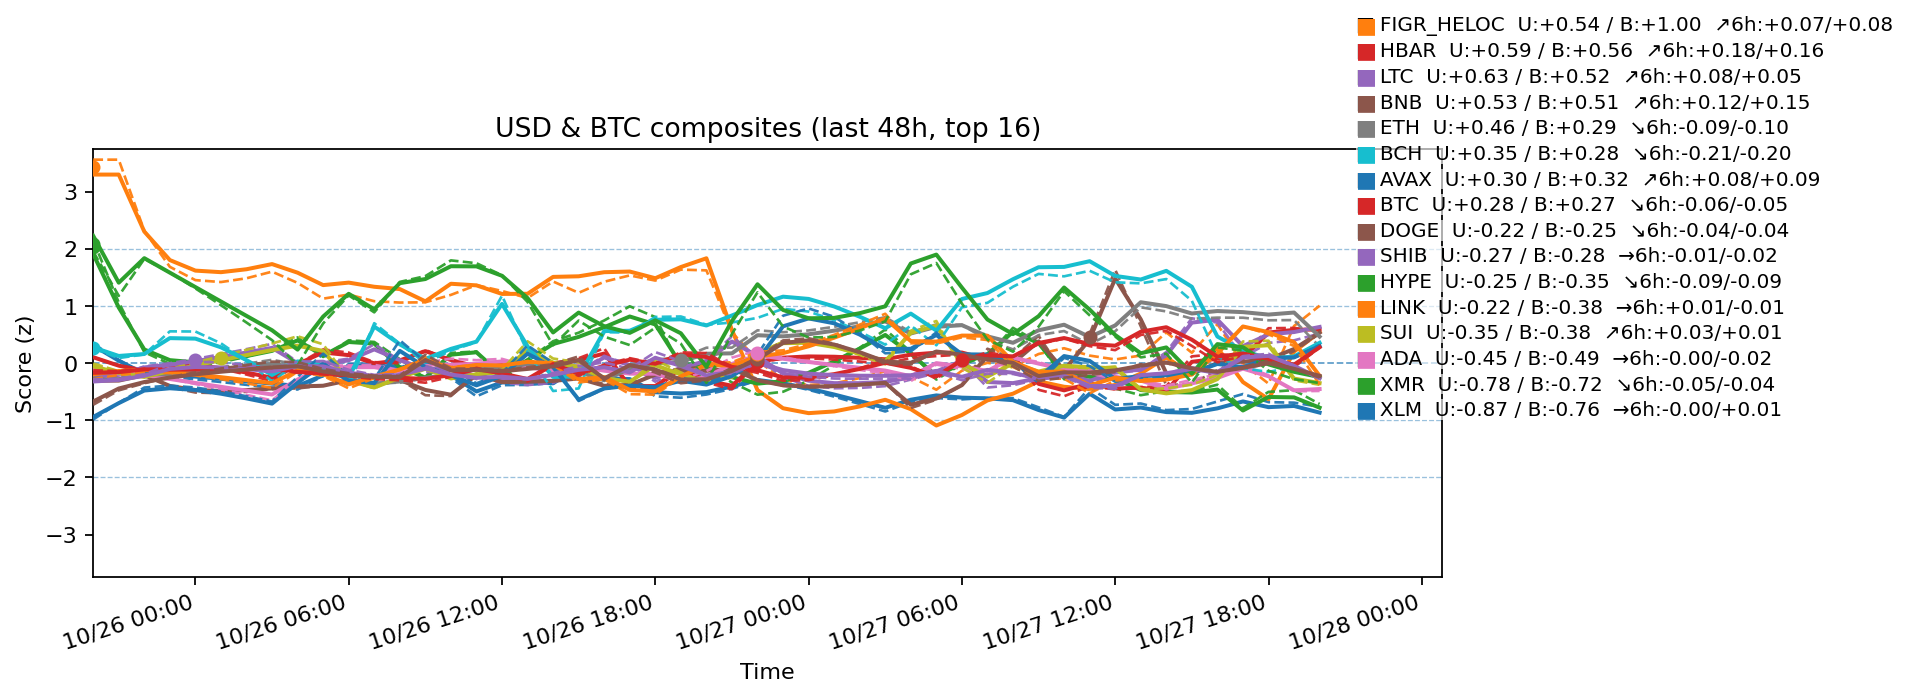 FIGR_HELOC U:+0.54 / B:+1.00 ↗6h:+0.07/+0.08
HBAR U:+0.59 / B:+0.56 ↗6h:+0.18/+0.16
LTC U:+0.63 / B:+0.52 ↗6h:+0.08/+0.05
BNB U:+0.53 / B:+0.51 ↗6h:+0.12/+0.15
ETH U:+0.46 / B:+0.29 ↘6h:-0.09/-0.10
BCH U:+0.35 / B:+0.28 ↘6h:-0.21/-0.20
AVAX U:+0.30 / B:+0.32 ↗6h:+0.08/+0.09
BTC U:+0.28 / B:+0.27 ↘6h:-0.06/-0.05
DOGE U:-0.22 / B:-0.25 ↘6h:-0.04/-0.04
SHIB U:-0.27 / B:-0.28 →6h:-0.01/-0.02
HYPE U:-0.25 / B:-0.35 ↘6h:-0.09/-0.09
LINK U:-0.22 / B:-0.38 →6h:+0.01/-0.01
SUI U:-0.35 / B:-0.38 ↗6h:+0.03/+0.01
ADA U:-0.45 / B:-0.49 →6h:-0.00/-0.02
XMR U:-0.78 / B:-0.72 ↘6h:-0.05/-0.04
XLM U:-0.87 / B:-0.76 →6h:-0.00/+0.01
USD & BTC composites (last 48h, top 16)
Score (z)
3
2
1
0
−1
−2
−3
10/26 00:00
10/26 06:00
10/26 12:00
10/26 18:00
10/27 00:00
10/27 06:00
10/27 12:00
10/27 18:00
10/28 00:00
Time